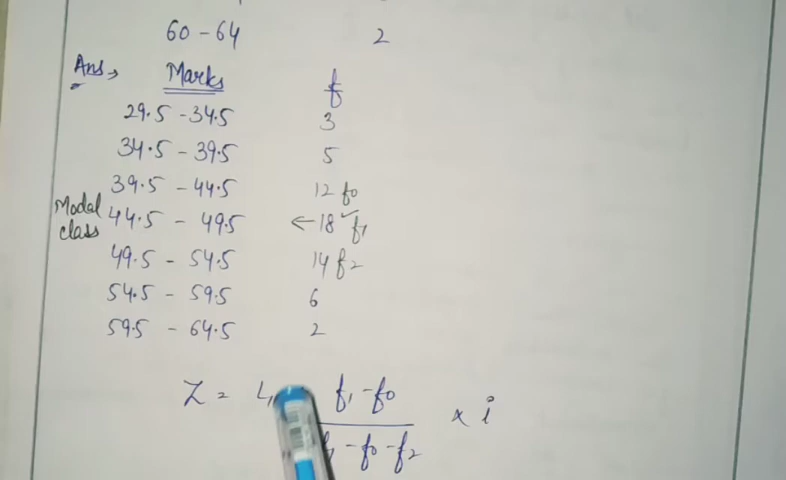 60 - 64 2
Ans, Marks f
29.5 - 34.5 3
34.5 - 39.5 5
39.5 - 44.5 12 f0
Modal class 44.5 - 49.5 ← 18 ✓ f1
49.5 - 54.5 14 f2
54.5 - 59.5 6
59.5 - 64.5 2
Z = L1 f1 - f0 × i
f1 - f0 - f2